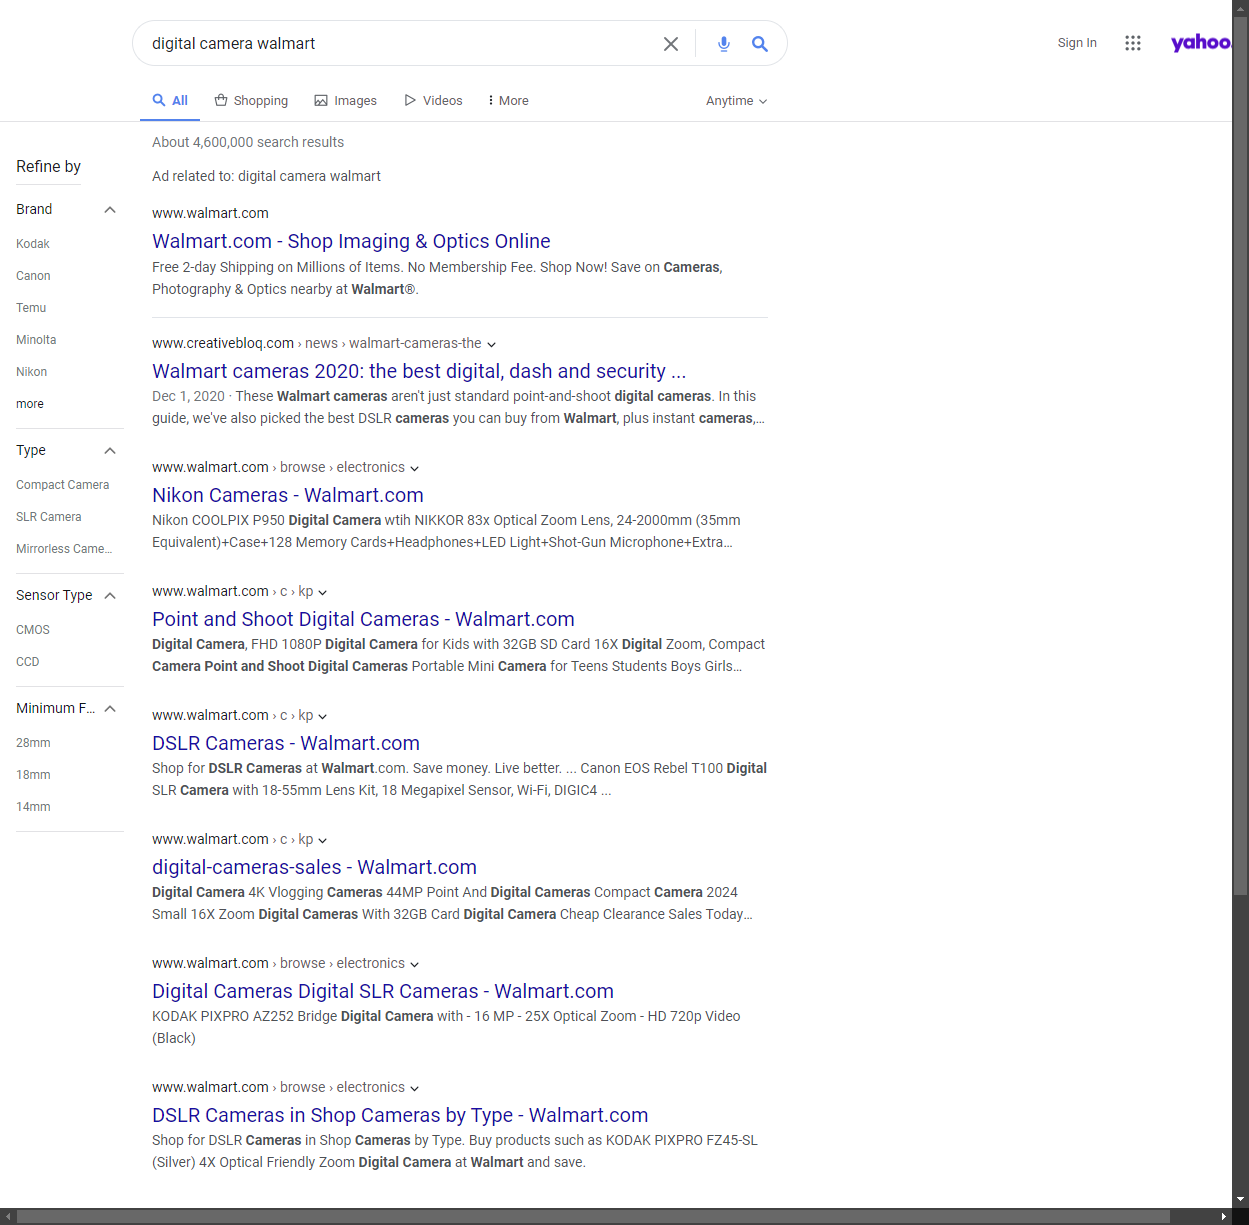 digital camera walmart
Sign In
yahoo
All
Shopping
Images
Videos
More
Anytime
About 4,600,000 search results
Refine by
Ad related to: digital camera walmart
Brand
Kodak
Canon
Temu
Minolta
Nikon
more
Type
Compact Camera
SLR Camera
Mirrorless Came...
Sensor Type
CMOS
CCD
Minimum F...
28mm
18mm
14mm
www.walmart.com
Walmart.com - Shop Imaging & Optics Online
Free 2-day Shipping on Millions of Items. No Membership Fee. Shop Now! Save on Cameras,
Photography & Optics nearby at Walmart®.
www.creativebloq.com › news › walmart-cameras-the
Walmart cameras 2020: the best digital, dash and security ...
Dec 1, 2020 · These Walmart cameras aren't just standard point-and-shoot digital cameras. In this
guide, we've also picked the best DSLR cameras you can buy from Walmart, plus instant cameras,...
www.walmart.com › browse › electronics
Nikon Cameras - Walmart.com
Nikon COOLPIX P950 Digital Camera wtih NIKKOR 83x Optical Zoom Lens, 24-2000mm (35mm
Equivalent)+Case+128 Memory Cards+Headphones+LED Light+Shot-Gun Microphone+Extra...
www.walmart.com › c › kp
Point and Shoot Digital Cameras - Walmart.com
Digital Camera, FHD 1080P Digital Camera for Kids with 32GB SD Card 16X Digital Zoom, Compact
Camera Point and Shoot Digital Cameras Portable Mini Camera for Teens Students Boys Girls...
www.walmart.com › c › kp
DSLR Cameras - Walmart.com
Shop for DSLR Cameras at Walmart.com. Save money. Live better. ... Canon EOS Rebel T100 Digital
SLR Camera with 18-55mm Lens Kit, 18 Megapixel Sensor, Wi-Fi, DIGIC4 ...
www.walmart.com › c › kp
digital-cameras-sales - Walmart.com
Digital Camera 4K Vlogging Cameras 44MP Point And Digital Cameras Compact Camera 2024
Small 16X Zoom Digital Cameras With 32GB Card Digital Camera Cheap Clearance Sales Today...
www.walmart.com › browse › electronics
Digital Cameras Digital SLR Cameras - Walmart.com
KODAK PIXPRO AZ252 Bridge Digital Camera with - 16 MP - 25X Optical Zoom - HD 720p Video
(Black)
www.walmart.com › browse › electronics
DSLR Cameras in Shop Cameras by Type - Walmart.com
Shop for DSLR Cameras in Shop Cameras by Type. Buy products such as KODAK PIXPRO FZ45-SL
(Silver) 4X Optical Friendly Zoom Digital Camera at Walmart and save.